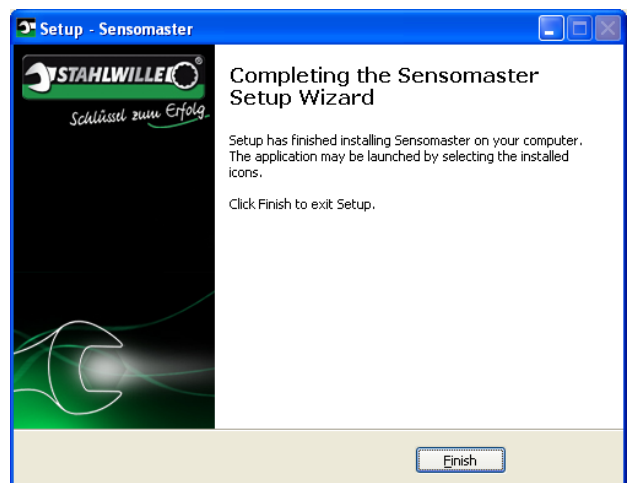 Setup - Sensomaster
STAHLWILLE
Schlüssel zum Erfolg
Completing the Sensomaster
Setup Wizard
Setup has finished installing Sensomaster on your computer.
The application may be launched by selecting the installed
icons.
Click Finish to exit Setup.
Finish